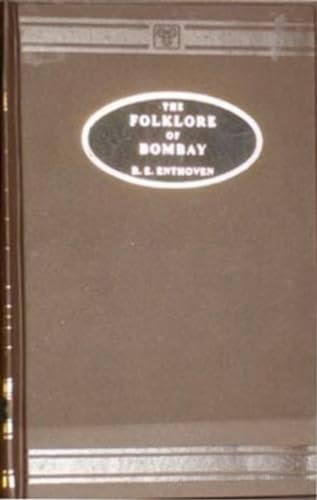 THE
FOLKLORE
OF
BOMBAY
R. E. ENTHOVEN